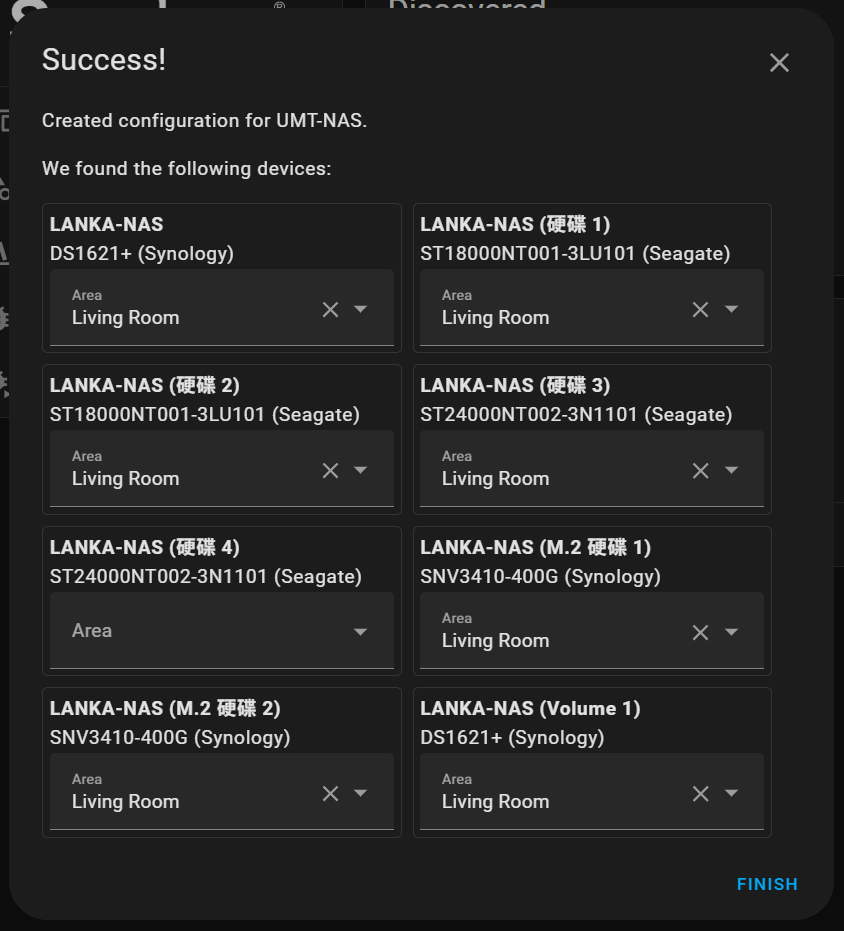 Discovered
Success!
Created configuration for UMT-NAS.
We found the following devices:
LANKA-NAS
DS1621+ (Synology)
Area
Living Room
LANKA-NAS (硬碟 1)
ST18000NT001-3LU101 (Seagate)
Area
Living Room
LANKA-NAS (硬碟 2)
ST18000NT001-3LU101 (Seagate)
Area
Living Room
LANKA-NAS (硬碟 3)
ST24000NT002-3N1101 (Seagate)
Area
Living Room
LANKA-NAS (硬碟 4)
ST24000NT002-3N1101 (Seagate)
Area
LANKA-NAS (M.2 硬碟 1)
SNV3410-400G (Synology)
Area
Living Room
LANKA-NAS (M.2 硬碟 2)
SNV3410-400G (Synology)
Area
Living Room
LANKA-NAS (Volume 1)
DS1621+ (Synology)
Area
Living Room
FINISH